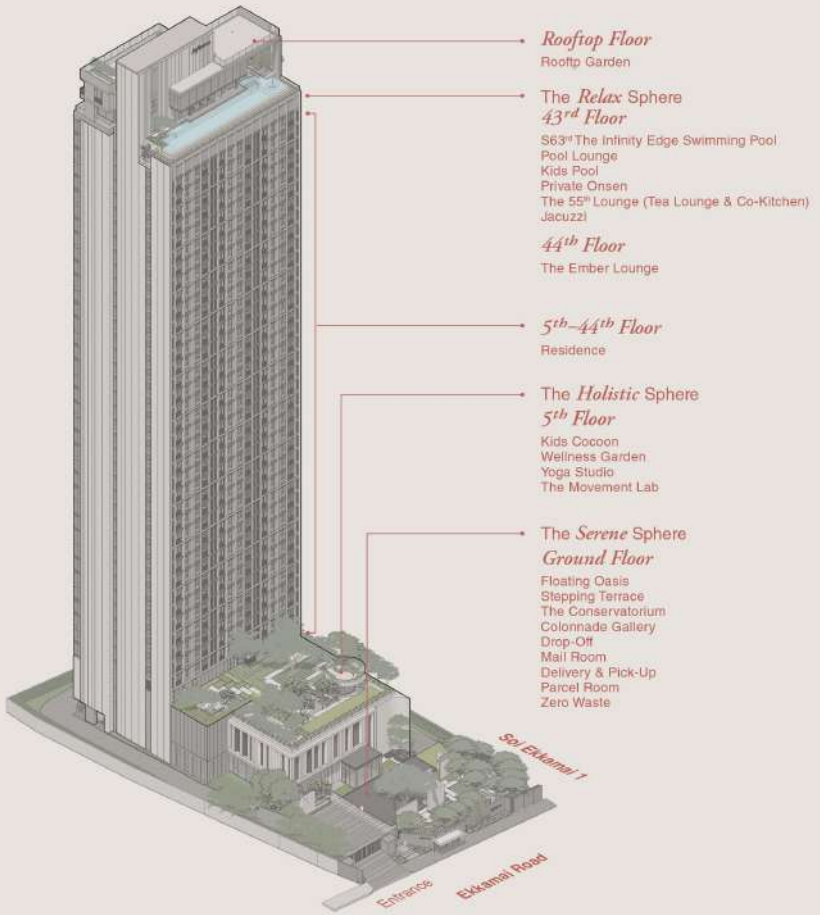 Rooftop Floor
Rooftp Garden
The Relax Sphere
43rd Floor
S63rd The Infinity Edge Swimming Pool
Pool Lounge
Kids Pool
Private Onsen
The 55th Lounge (Tea Lounge & Co-Kitchen)
Jacuzzi
44th Floor
The Ember Lounge
5th–44th Floor
Residence
The Holistic Sphere
5th Floor
Kids Cocoon
Wellness Garden
Yoga Studio
The Movement Lab
The Serene Sphere
Ground Floor
Floating Oasis
Stepping Terrace
The Conservatorium
Colonnade Gallery
Drop-Off
Mail Room
Delivery & Pick-Up
Parcel Room
Zero Waste
Soi Ekkamai 1
Ekkamai Road
Entrance